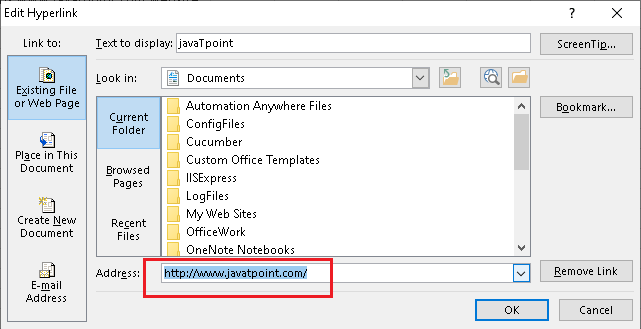 Edit Hyperlink
? ×
Link to:
Text to display: javaTpoint
ScreenTip...
Existing File
or Web Page
Look in: Documents
Current
Folder
Automation Anywhere Files
ConfigFiles
Cucumber
Custom Office Templates
IISExpress
LogFiles
My Web Sites
OfficeWork
OneNote Notebooks
Bookmark...
Place in This
Document
Browsed
Pages
Create New
Document
Recent
Files
E-mail
Address
Address: http://www.javatpoint.com/
Remove Link
OK
Cancel